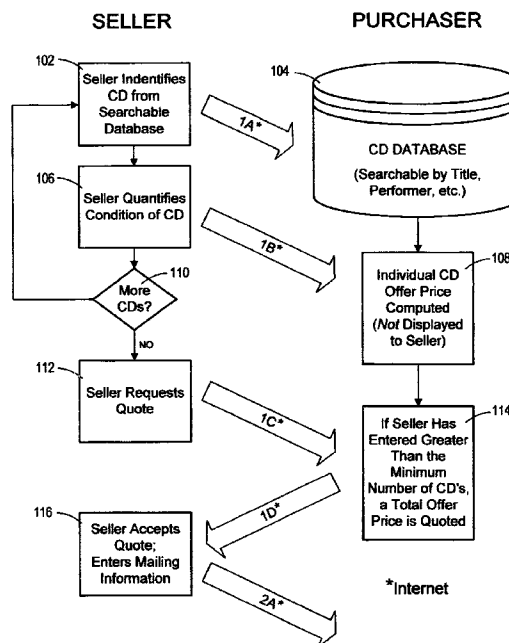 SELLER
PURCHASER
102
Seller Indentifies
CD from
Searchable
Database
104
1A*
CD DATABASE
(Searchable by Title,
Performer, etc.)
106
Seller Quantifies
Condition of CD
1B*
108
Individual CD
Offer Price
Computed
(Not Displayed
to Seller)
110
More
CDs?
NO
112
Seller Requests
Quote
1C*
114
If Seller Has
Entered Greater
Than the
Minimum
Number of CD's,
a Total Offer
Price is Quoted
1D*
116
Seller Accepts
Quote;
Enters Mailing
Information
2A*
*Internet